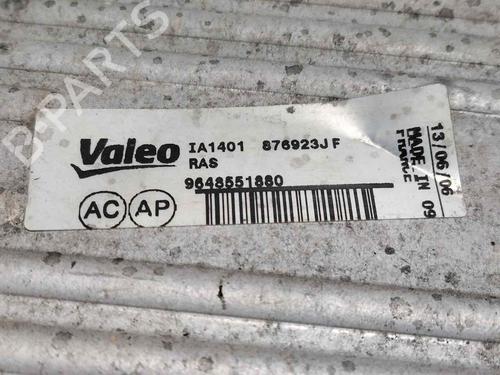 B-PARTS
Valeo IA1401 876923J F
RAS
9648551880
AC AP
13/06/06
MADE IN
FRANCE
09